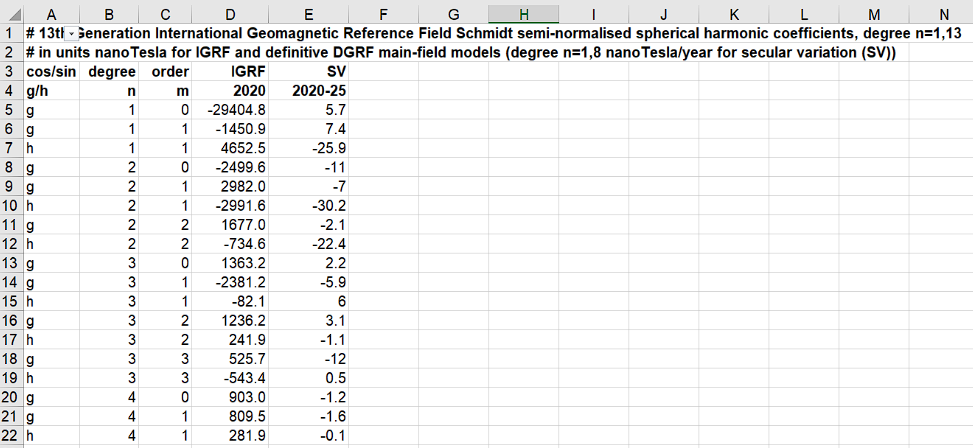 A B C D E F G H I J K L M N
1 # 13th Generation International Geomagnetic Reference Field Schmidt semi-normalised spherical harmonic coefficients, degree n=1,13
2 # in units nanoTesla for IGRF and definitive DGRF main-field models (degree n=1,8 nanoTesla/year for secular variation (SV))
3 cos/sin degree order IGRF SV
4 g/h n m 2020 2020-25
5 g 1 0 -29404.8 5.7
6 g 1 1 -1450.9 7.4
7 h 1 1 4652.5 -25.9
8 g 2 0 -2499.6 -11
9 g 2 1 2982.0 -7
10 h 2 1 -2991.6 -30.2
11 g 2 2 1677.0 -2.1
12 h 2 2 -734.6 -22.4
13 g 3 0 1363.2 2.2
14 g 3 1 -2381.2 -5.9
15 h 3 1 -82.1 6
16 g 3 2 1236.2 3.1
17 h 3 2 241.9 -1.1
18 g 3 3 525.7 -12
19 h 3 3 -543.4 0.5
20 g 4 0 903.0 -1.2
21 g 4 1 809.5 -1.6
22 h 4 1 281.9 -0.1